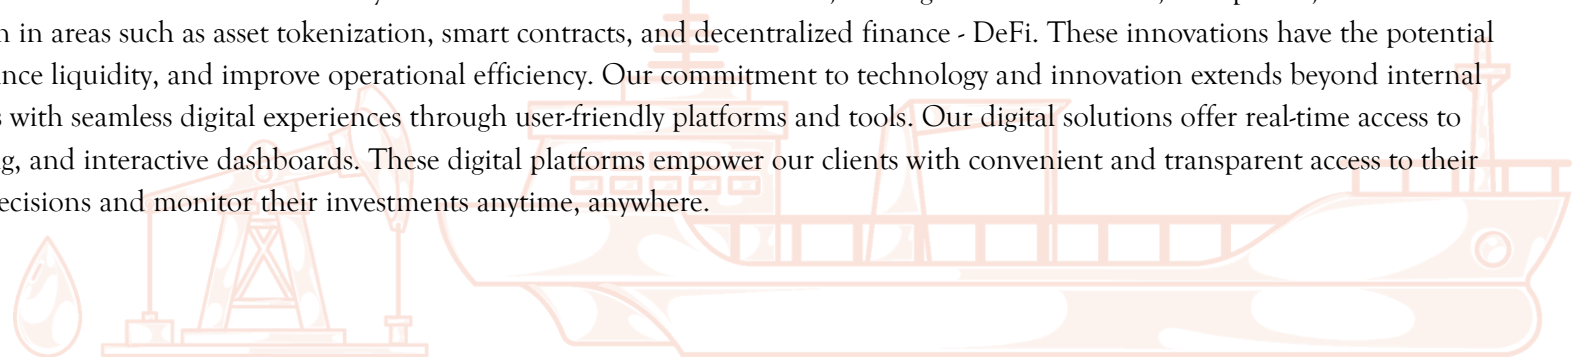 in areas such as asset tokenization, smart contracts, and decentralized finance - DeFi. These innovations have the potential
liquidity, and improve operational efficiency. Our commitment to technology and innovation extends beyond internal
with seamless digital experiences through user-friendly platforms and tools. Our digital solutions offer real-time access to
and interactive dashboards. These digital platforms empower our clients with convenient and transparent access to their
and monitor their investments anytime, anywhere.